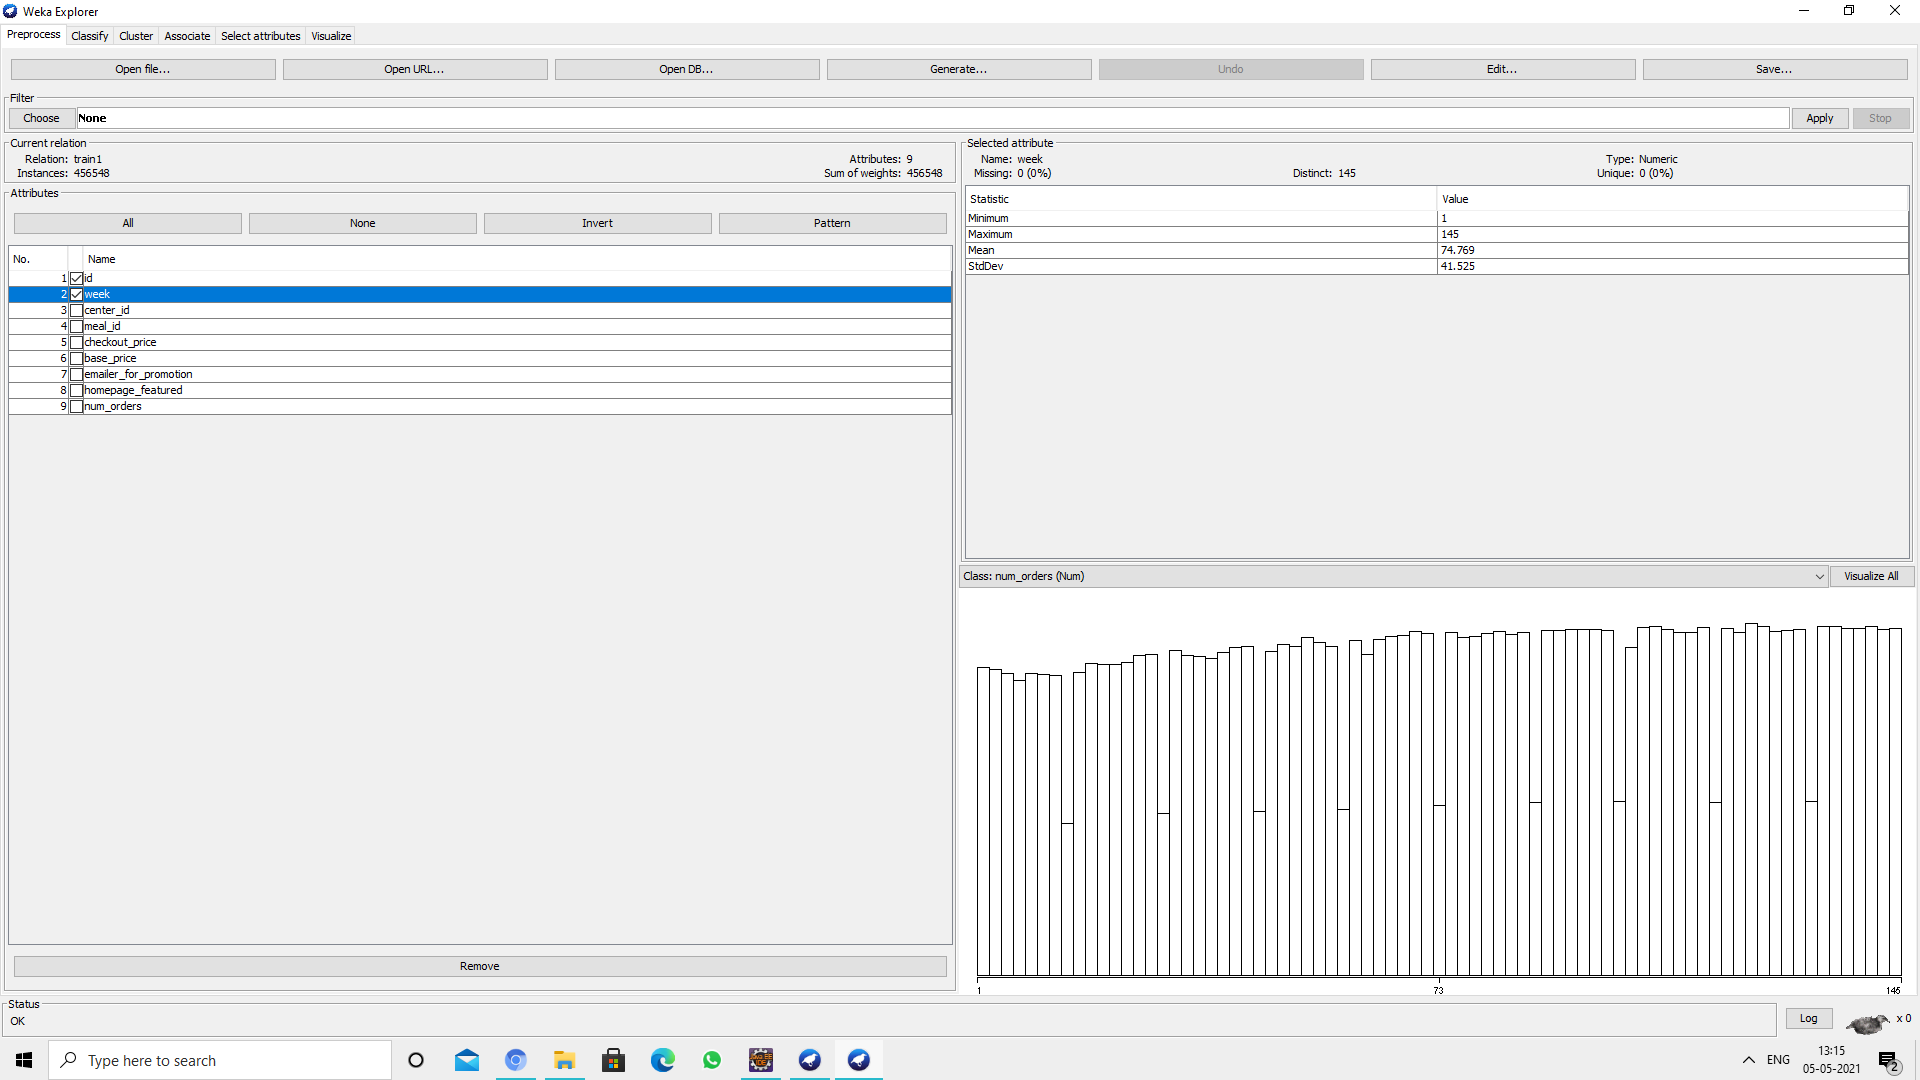 Weka Explorer
Preprocess Classify Cluster Associate Select attributes Visualize
Open file... Open URL... Open DB... Generate... Undo Edit... Save...
Filter
Choose None Apply Stop
Current relation
Relation: train1 Attributes: 9
Instances: 456548 Sum of weights: 456548
Attributes
All None Invert Pattern
No. Name
1 id
2 week
3 center_id
4 meal_id
5 checkout_price
6 base_price
7 emailer_for_promotion
8 homepage_featured
9 num_orders
Remove
Selected attribute
Name: week Type: Numeric
Missing: 0 (0%) Distinct: 145 Unique: 0 (0%)
Statistic Value
Minimum 1
Maximum 145
Mean 74.769
StdDev 41.525
Class: num_orders (Num) Visualize All
1 73 145
Status
OK
Log x 0
Type here to search
ENG
13:15
05-05-2021
2